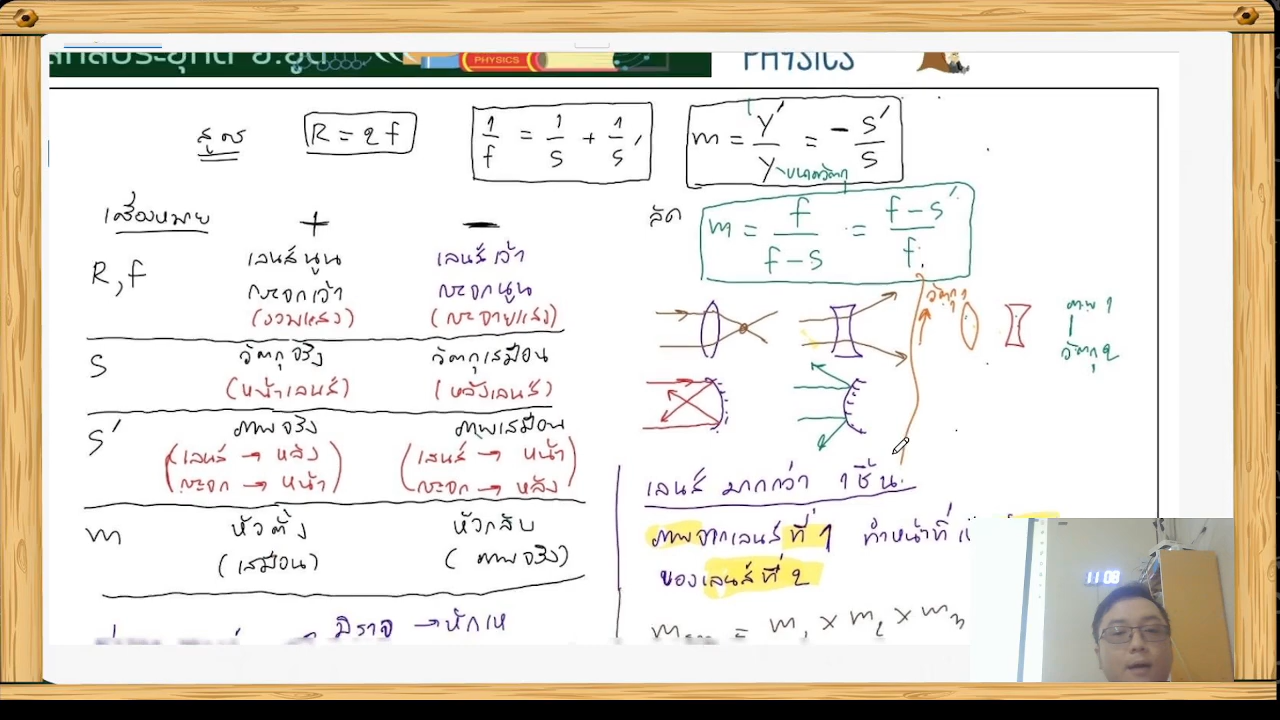 PHYSICS PHYSICS
สูตร R = 2f 1/f = 1/s + 1/s' m = y'/y = - s'/s
ขนาดวัตถุ
เครื่องหมาย + −
ลัด m = f/(f-s) = (f-s')/f
R, f เลนส์นูน เลนส์เว้า
กระจกเว้า กระจกนูน
(รวมแสง) (กระจายแสง)
วัตถุ 1 ภาพ 1
วัตถุ 2
S วัตถุจริง วัตถุเสมือน
(หน้าเลนส์) (หลังเลนส์)
S' ภาพจริง ภาพเสมือน
(เลนส์ → หลัง) (เลนส์ → หน้า)
(กระจก → หน้า) (กระจก → หลัง)
m หัวตั้ง หัวกลับ
(เสมือน) (ภาพจริง)
เลนส์ มากกว่า 1 ชิ้น
ภาพจากเลนส์ ที่ 1 ทำหน้าที่
ของเลนส์ที่ 2
= m₁ × m₂ × m₃
มิราจ → หักเห
11 08